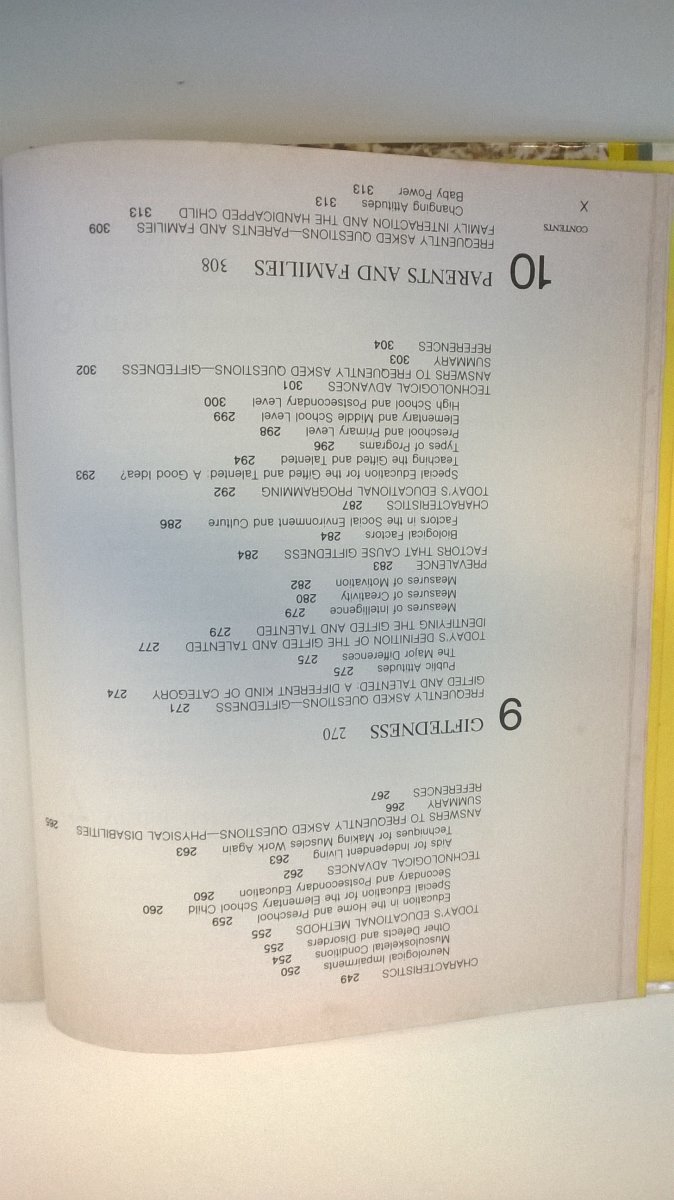 CHARACTERISTICS 249
Neurological Impairments 250
Musculoskeletal Conditions 254
Other Defects and Disorders 255
TODAY'S EDUCATIONAL METHODS 255
Education in the Home and Preschool 259
Special Education for the Elementary School Child 260
Secondary and Postsecondary Education 260
TECHNOLOGICAL ADVANCES 262
Aids for Independent Living 263
Techniques for Making Muscles Work Again 263
ANSWERS TO FREQUENTLY ASKED QUESTIONS—PHYSICAL DISABILITIES 265
SUMMARY 266
REFERENCES 267
9 GIFTEDNESS 270
FREQUENTLY ASKED QUESTIONS—GIFTEDNESS 271
GIFTED AND TALENTED: A DIFFERENT KIND OF CATEGORY 274
Public Attitudes 275
The Major Differences 275
TODAY'S DEFINITION OF THE GIFTED AND TALENTED 277
IDENTIFYING THE GIFTED AND TALENTED 279
Measures of Intelligence 279
Measures of Creativity 280
Measures of Motivation 282
PREVALENCE 283
FACTORS THAT CAUSE GIFTEDNESS 284
Biological Factors 284
Factors in the Social Environment and Culture 286
CHARACTERISTICS 287
TODAY'S EDUCATIONAL PROGRAMMING 292
Special Education for the Gifted and Talented: A Good Idea? 293
Teaching the Gifted and Talented 294
Types of Programs 296
Preschool and Primary Level 298
Elementary and Middle School Level 299
High School and Postsecondary Level 300
TECHNOLOGICAL ADVANCES 301
ANSWERS TO FREQUENTLY ASKED QUESTIONS—GIFTEDNESS 302
SUMMARY 303
REFERENCES 304
10 PARENTS AND FAMILIES 308
FREQUENTLY ASKED QUESTIONS—PARENTS AND FAMILIES 309
FAMILY INTERACTION AND THE HANDICAPPED CHILD 313
Changing Attitudes 313
Baby Power 313
CONTENTS
X